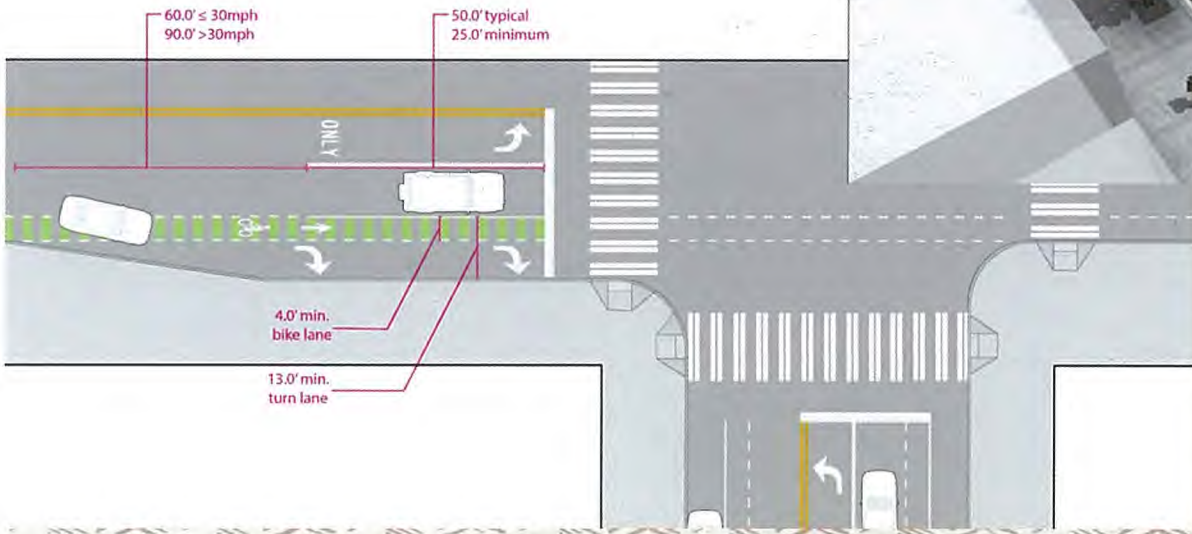 60.0' ≤ 30mph
90.0' >30mph
50.0' typical
25.0' minimum
ONLY
4.0' min.
bike lane
13.0' min.
turn lane